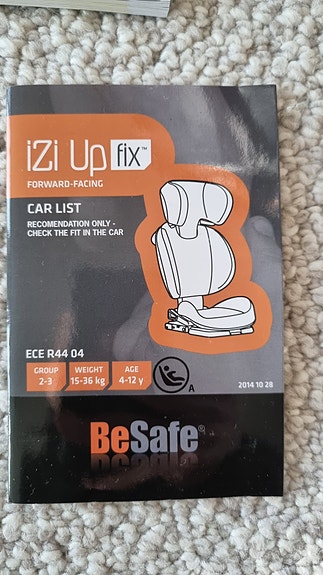 iZi Up fix™
FORWARD-FACING
CAR LIST
RECOMENDATION ONLY -
CHECK THE FIT IN THE CAR
ECE R44 04
GROUP
2-3
WEIGHT
15-36 kg
AGE
4-12 y
A
2014 10 28
BeSafe®